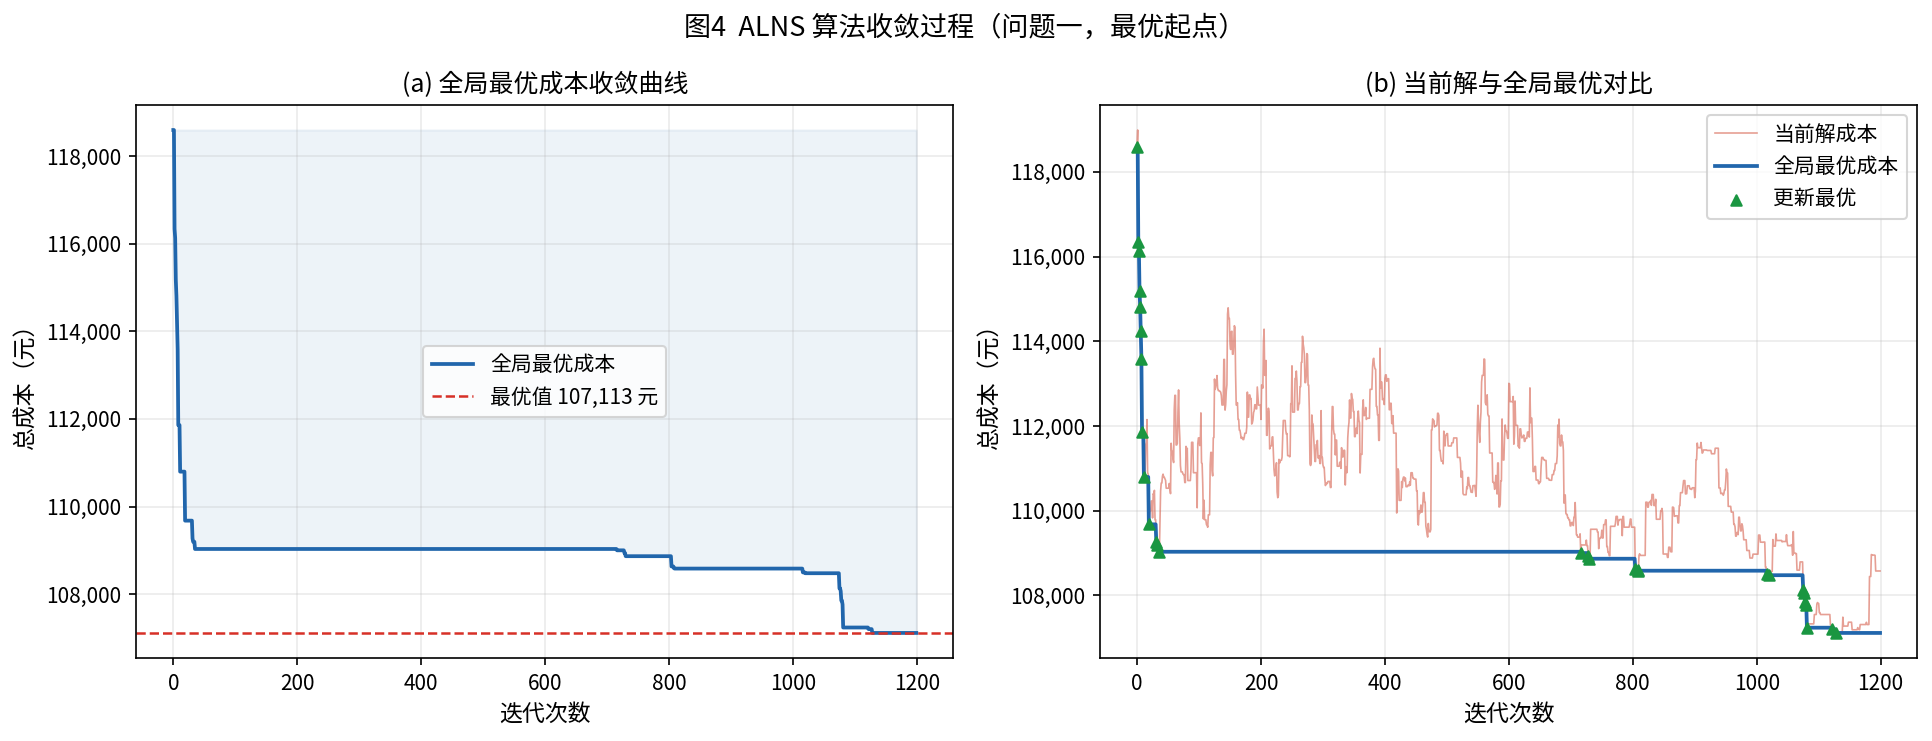 图4 ALNS 算法收敛过程（问题一，最优起点）
(a) 全局最优成本收敛曲线
总成本（元）
118,000
116,000
114,000
112,000
110,000
108,000
全局最优成本
最优值 107,113 元
0 200 400 600 800 1000 1200
迭代次数
(b) 当前解与全局最优对比
总成本（元）
118,000
116,000
114,000
112,000
110,000
108,000
当前解成本
全局最优成本
更新最优
0 200 400 600 800 1000 1200
迭代次数